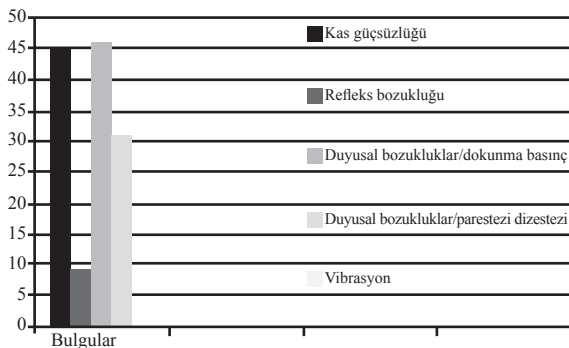 50
45
40
35
30
25
20
15
10
5
0
Kas güçsüzlüğü
Refleks bozukluğu
Duyusal bozukluklar/dokunma basınç
Duyusal bozukluklar/parestezi dizestezi
Vibrasyon
Bulgular